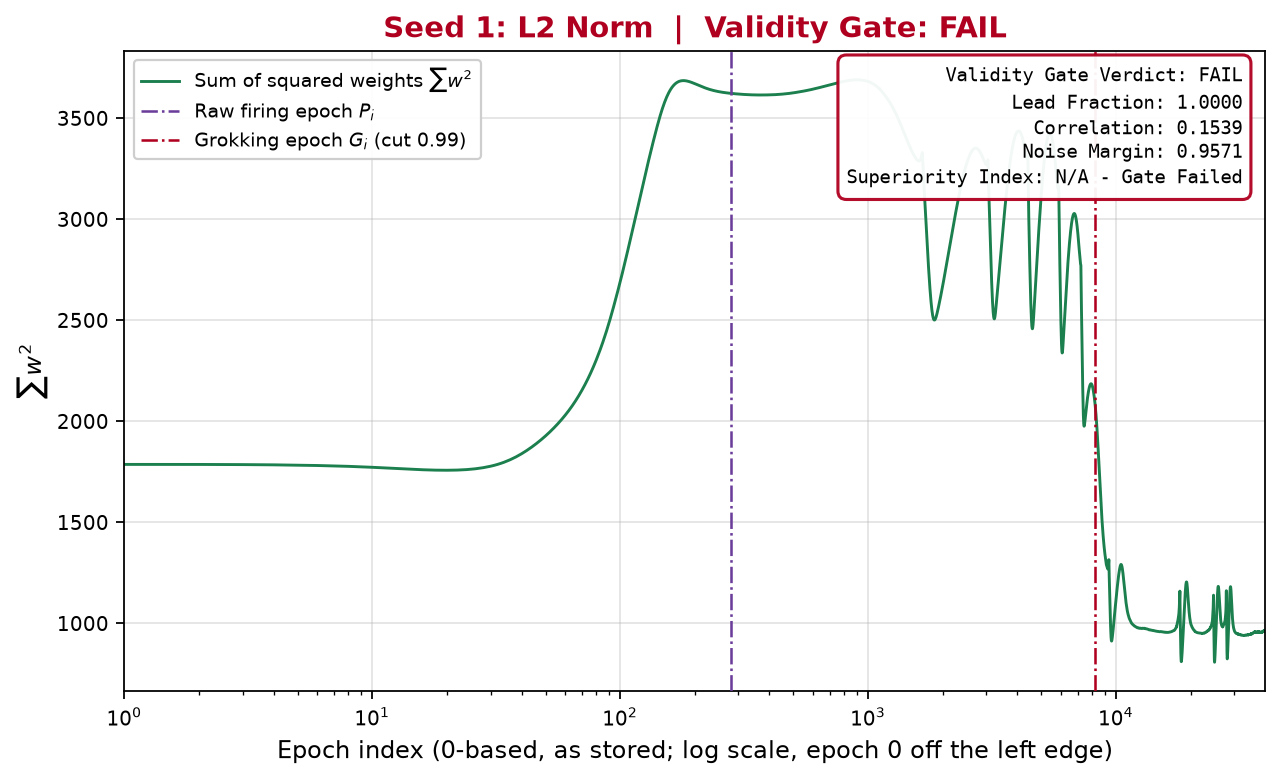 Seed 1: L2 Norm | Validity Gate: FAIL
Sum of squared weights ∑w²
Raw firing epoch Pᵢ
Grokking epoch Gᵢ (cut 0.99)
Validity Gate Verdict: FAIL
Lead Fraction: 1.0000
Correlation: 0.1539
Noise Margin: 0.9571
Superiority Index: N/A - Gate Failed
∑w²
3500
3000
2500
2000
1500
1000
10⁰ 10¹ 10² 10³ 10⁴
Epoch index (0-based, as stored; log scale, epoch 0 off the left edge)